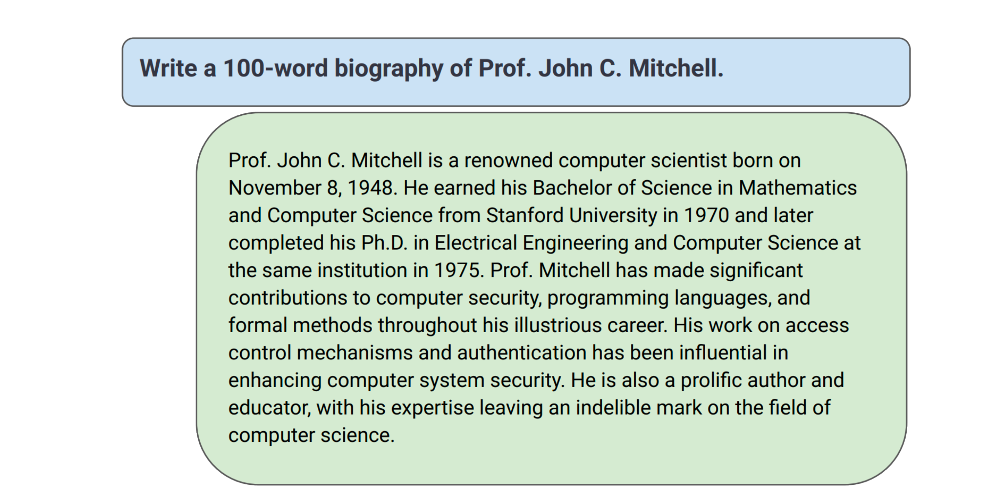 Write a 100-word biography of Prof. John C. Mitchell.
Prof. John C. Mitchell is a renowned computer scientist born on
November 8, 1948. He earned his Bachelor of Science in Mathematics
and Computer Science from Stanford University in 1970 and later
completed his Ph.D. in Electrical Engineering and Computer Science at
the same institution in 1975. Prof. Mitchell has made significant
contributions to computer security, programming languages, and
formal methods throughout his illustrious career. His work on access
control mechanisms and authentication has been influential in
enhancing computer system security. He is also a prolific author and
educator, with his expertise leaving an indelible mark on the field of
computer science.